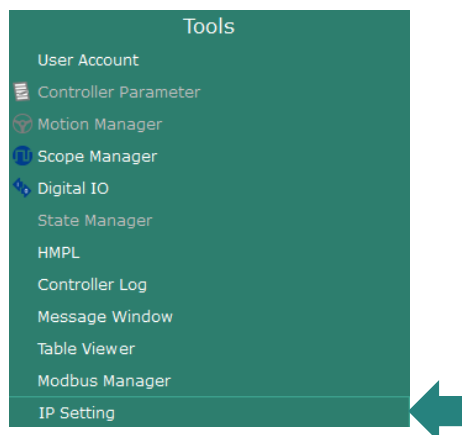 Tools
User Account
Controller Parameter
Motion Manager
Scope Manager
Digital IO
State Manager
HMPL
Controller Log
Message Window
Table Viewer
Modbus Manager
IP Setting